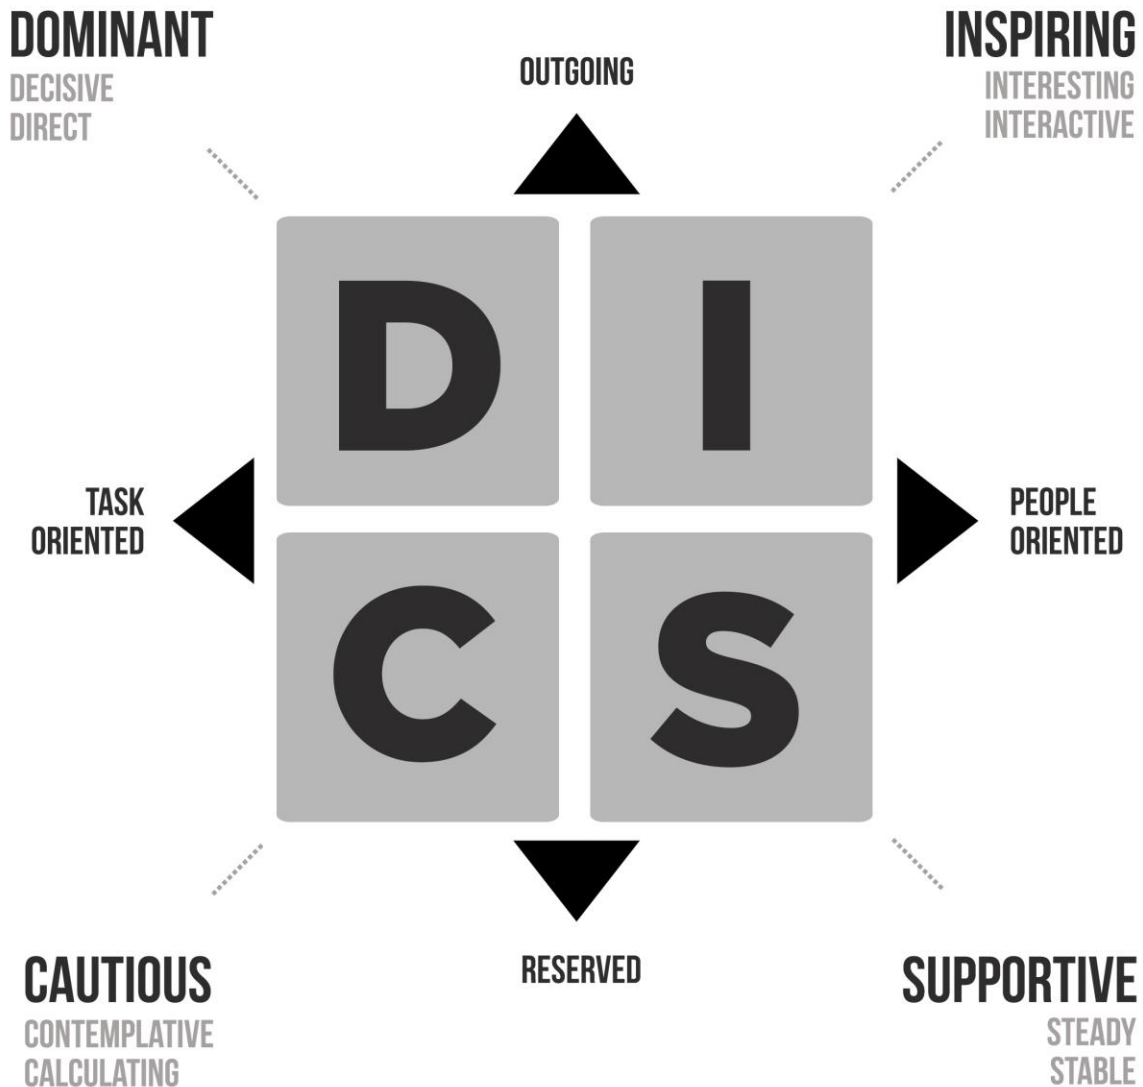 DOMINANT
DECISIVE
DIRECT
OUTGOING
INSPIRING
INTERESTING
INTERACTIVE
D
I
TASK
ORIENTED
PEOPLE
ORIENTED
C
S
CAUTIOUS
CONTEMPLATIVE
CALCULATING
RESERVED
SUPPORTIVE
STEADY
STABLE